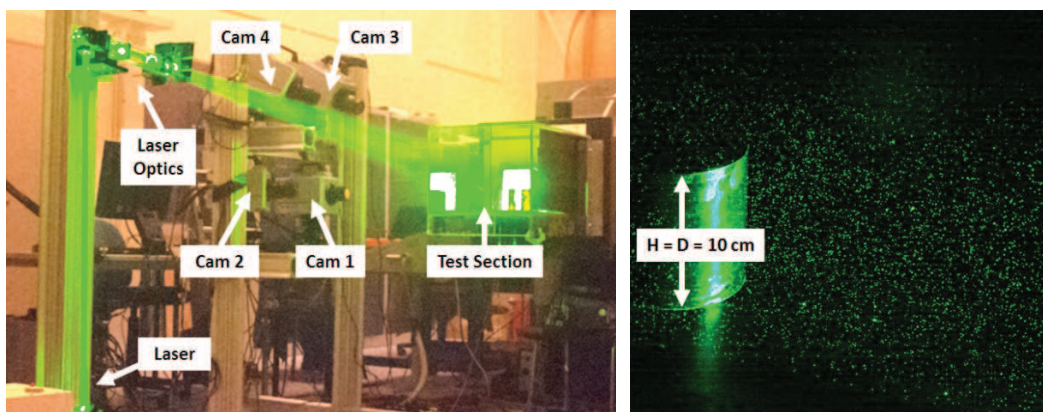 Cam 4
Cam 3
Laser
Optics
Cam 2
Cam 1
Test Section
Laser
H = D = 10 cm